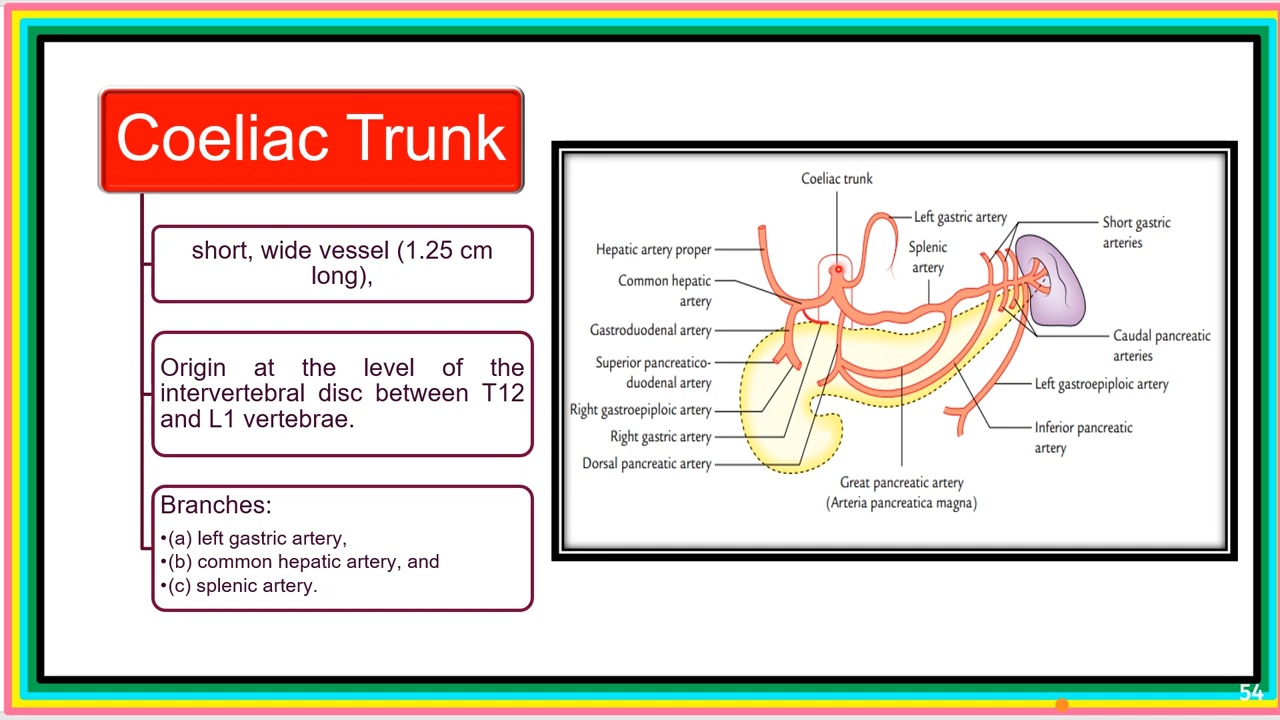 Coeliac Trunk
short, wide vessel (1.25 cm
long),
Origin at the level of the
intervertebral disc between T12
and L1 vertebrae.
Branches:
•(a) left gastric artery,
•(b) common hepatic artery, and
•(c) splenic artery.
Coeliac trunk
Left gastric artery
Short gastric
arteries
Hepatic artery proper
Splenic
artery
Common hepatic
artery
Gastroduodenal artery
Caudal pancreatic
arteries
Superior pancreatico-
duodenal artery
Left gastroepiploic artery
Right gastroepiploic artery
Inferior pancreatic
artery
Right gastric artery
Dorsal pancreatic artery
Great pancreatic artery
(Arteria pancreatica magna)
54